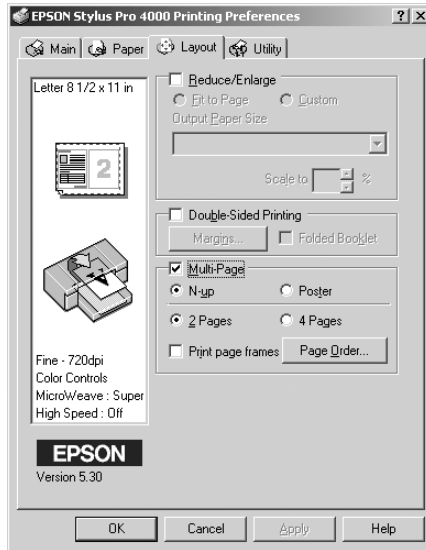 EPSON Stylus Pro 4000 Printing Preferences
Main
Paper
Layout
Utility
Letter 8 1/2 x 11 in
2
Fine - 720dpi
Color Controls
MicroWeave : Super
High Speed : Off
EPSON
Version 5.30
Reduce/Enlarge
Fit to Page
Custom
Output Paper Size
Scale to
%
Double-Sided Printing
Margins...
Folded Booklet
Multi-Page
N-up
Poster
2 Pages
4 Pages
Print page frames
Page Order...
OK
Cancel
Apply
Help